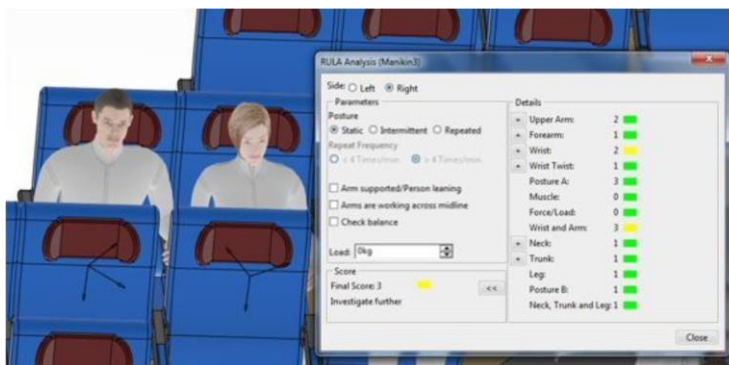 RULA Analysis (Manikin3)
Side: Left Right
Parameters
Posture
Static Intermittent Repeated
Repeat Frequency
< 4 Times/min. > 4 Times/min.
Arm supported/Person leaning
Arms are working across midline
Check balance
Load: 0kg
Score
Final Score: 3
<<
Investigate further
Details
+ Upper Arm: 2
+ Forearm: 1
+ Wrist: 2
+ Wrist Twist: 1
Posture A: 3
Muscle: 0
Force/Load: 0
Wrist and Arm: 3
+ Neck: 1
+ Trunk: 1
Leg: 1
Posture B: 1
Neck, Trunk and Leg: 1
Close